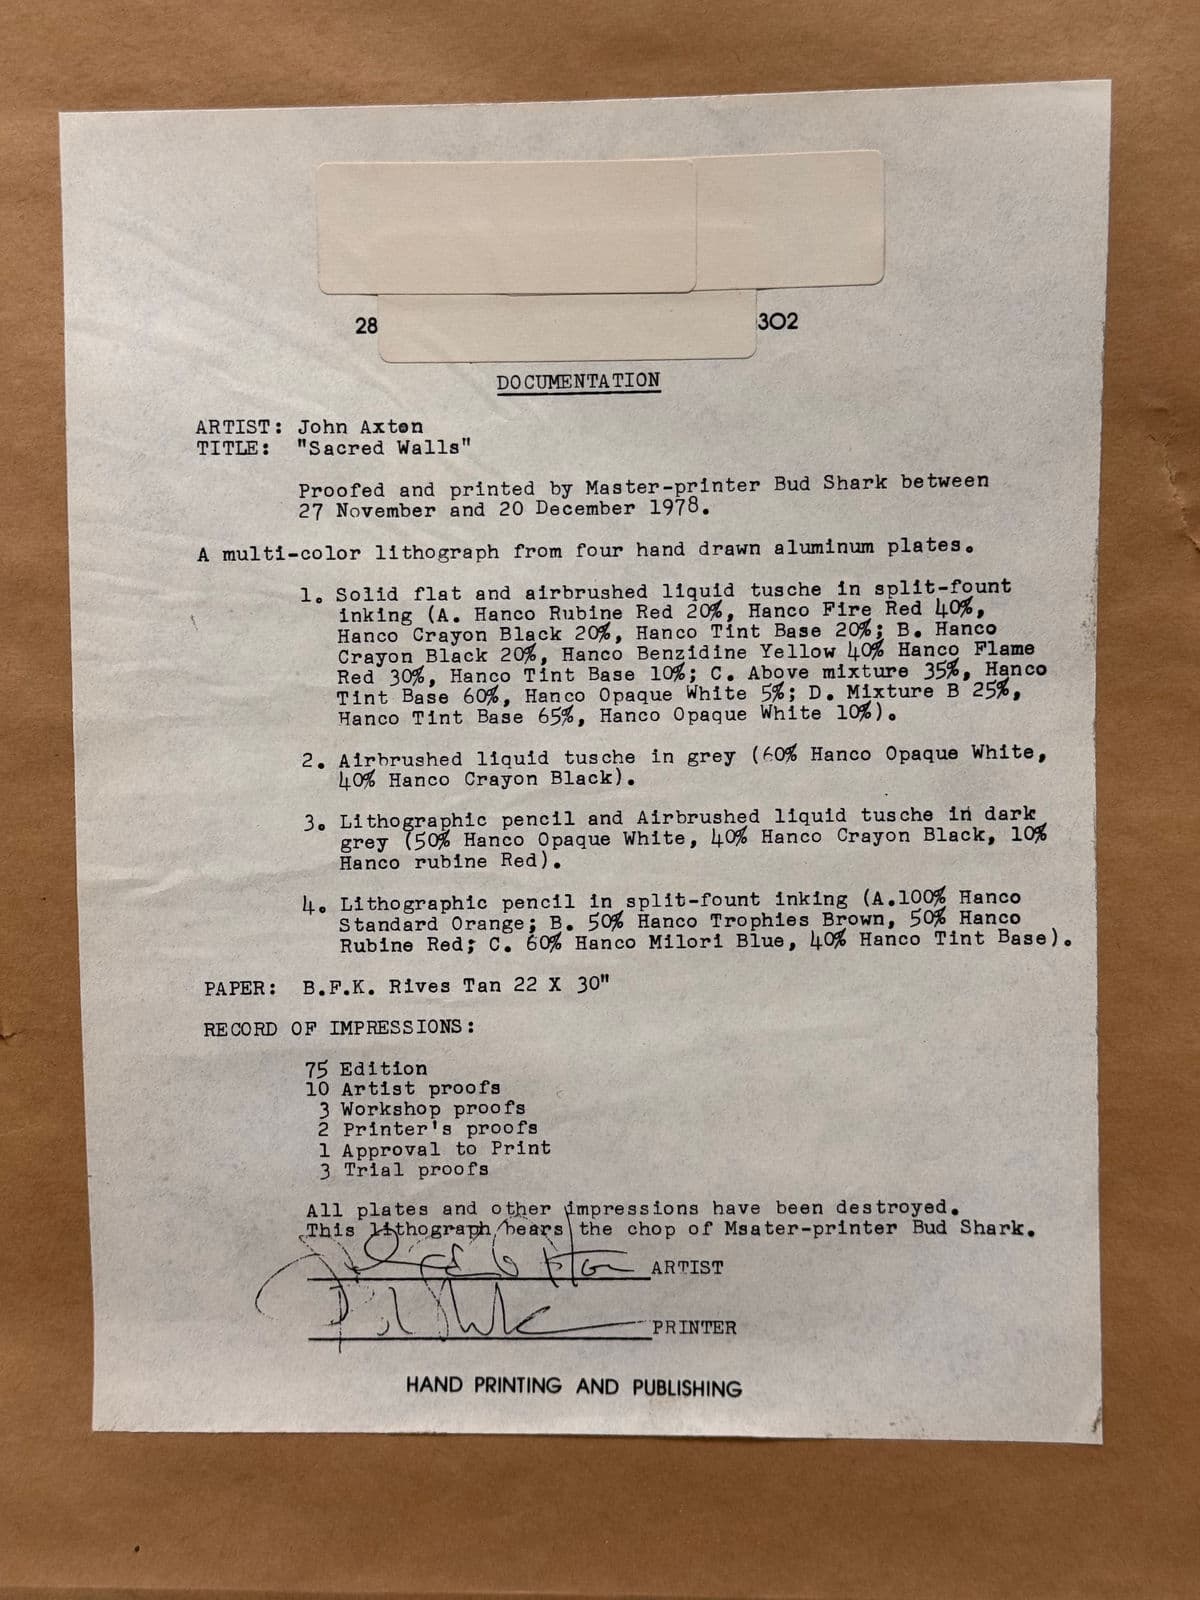 28 302
DOCUMENTATION
ARTIST: John Axton
TITLE: "Sacred Walls"
Proofed and printed by Master-printer Bud Shark between
27 November and 20 December 1978.
A multi-color lithograph from four hand drawn aluminum plates.
1. Solid flat and airbrushed liquid tusche in split-fount
inking (A. Hanco Rubine Red 20%, Hanco Fire Red 40%,
Hanco Crayon Black 20%, Hanco Tint Base 20%; B. Hanco
Crayon Black 20%, Hanco Benzidine Yellow 40% Hanco Flame
Red 30%, Hanco Tint Base 10%; C. Above mixture 35%, Hanco
Tint Base 60%, Hanco Opaque White 5%; D. Mixture B 25%,
Hanco Tint Base 65%, Hanco Opaque White 10%).
2. Airbrushed liquid tusche in grey (60% Hanco Opaque White,
40% Hanco Crayon Black).
3. Lithographic pencil and Airbrushed liquid tusche in dark
grey (50% Hanco Opaque White, 40% Hanco Crayon Black, 10%
Hanco rubine Red).
4. Lithographic pencil in split-fount inking (A.100% Hanco
Standard Orange; B. 50% Hanco Trophies Brown, 50% Hanco
Rubine Red; C. 60% Hanco Milori Blue, 40% Hanco Tint Base).
PAPER: B.F.K. Rives Tan 22 X 30"
RECORD OF IMPRESSIONS:
75 Edition
10 Artist proofs
3 Workshop proofs
2 Printer's proofs
1 Approval to Print
3 Trial proofs
All plates and other impressions have been destroyed.
This lithograph bears the chop of Msater-printer Bud Shark.
ARTIST
PRINTER
HAND PRINTING AND PUBLISHING